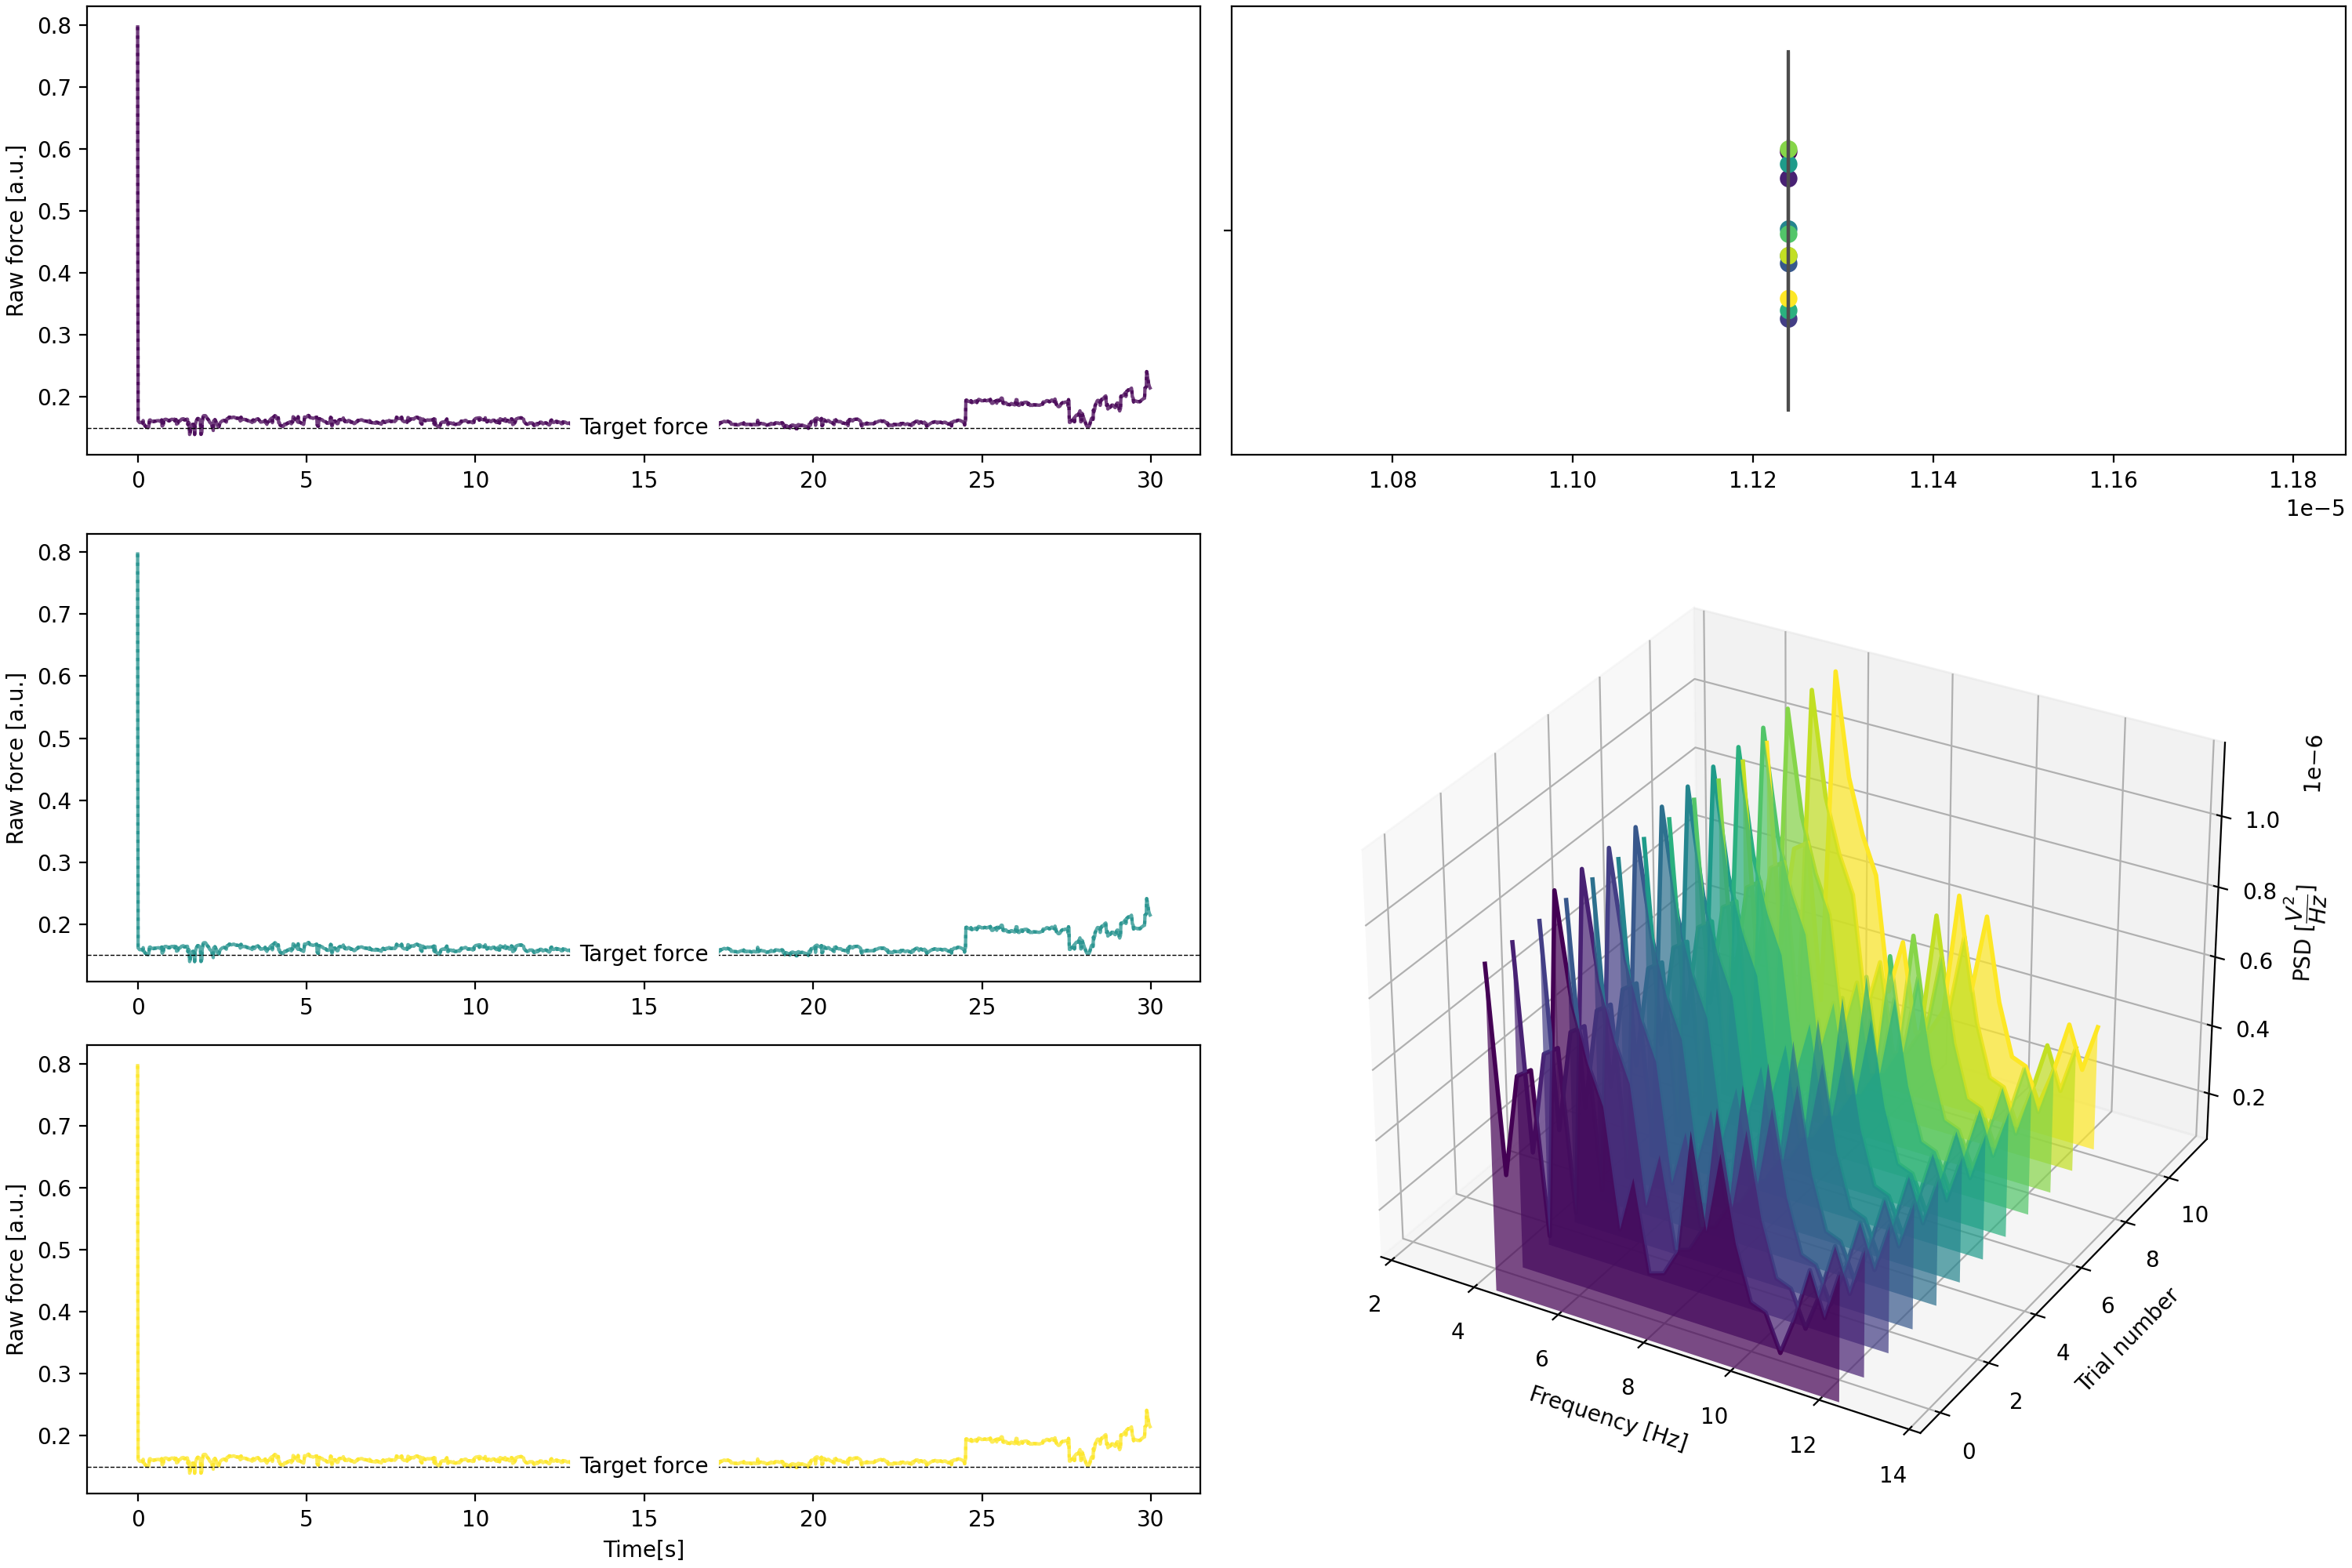 Raw force [a.u.]
0.8
0.7
0.6
0.5
0.4
0.3
0.2
Target force
0 5 10 15 20 25 30
1.08 1.10 1.12 1.14 1.16 1.18
1e−5
Raw force [a.u.]
0.8
0.7
0.6
0.5
0.4
0.3
0.2
Target force
0 5 10 15 20 25 30
Raw force [a.u.]
0.8
0.7
0.6
0.5
0.4
0.3
0.2
Target force
0 5 10 15 20 25 30
Time[s]
1e−6
1.0
0.8
0.6
0.4
0.2
PSD [V²/Hz]
2 4 6 8 10 12 14
Frequency [Hz]
0 2 4 6 8 10
Trial number